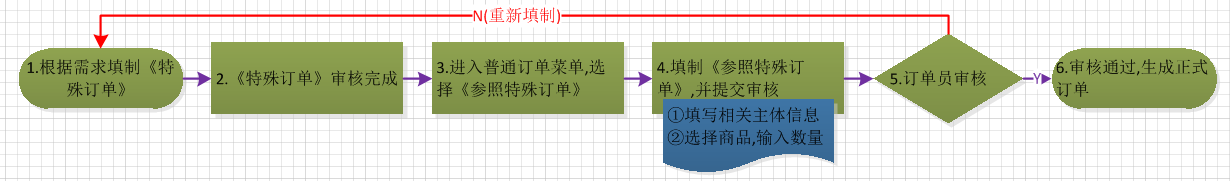 N(重新填制)
1.根据需求填制《特
殊订单》
2.《特殊订单》审核完成
3.进入普通订单菜单,选
择《参照特殊订单》
4.填制《参照特殊订
单》,并提交审核
①填写相关主体信息
②选择商品,输入数量
5.订单员审核
Y
6.审核通过,生成正式
订单